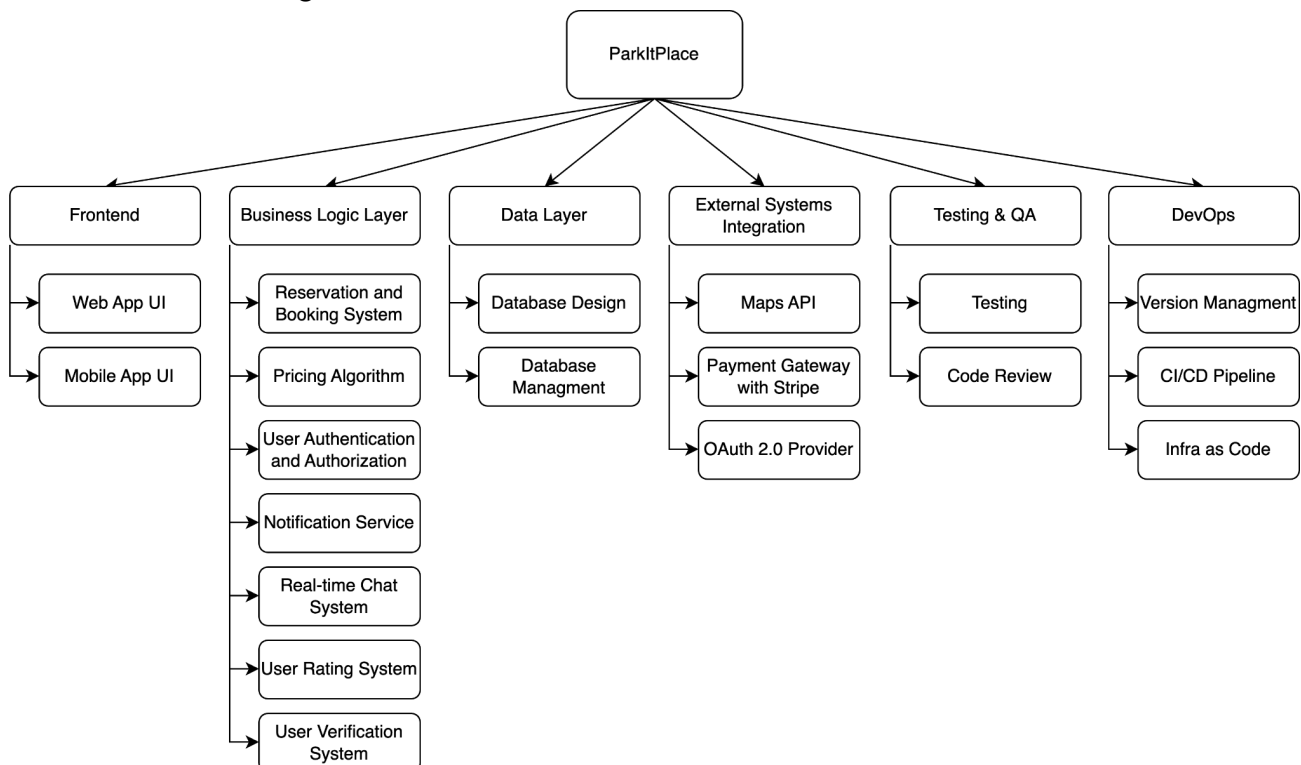 ParkItPlace
Frontend
Business Logic Layer
Data Layer
External Systems
Integration
Testing & QA
DevOps
Web App UI
Mobile App UI
Reservation and
Booking System
Pricing Algorithm
User Authentication
and Authorization
Notification Service
Real-time Chat
System
User Rating System
User Verification
System
Database Design
Database
Managment
Maps API
Payment Gateway
with Stripe
OAuth 2.0 Provider
Testing
Code Review
Version Managment
CI/CD Pipeline
Infra as Code